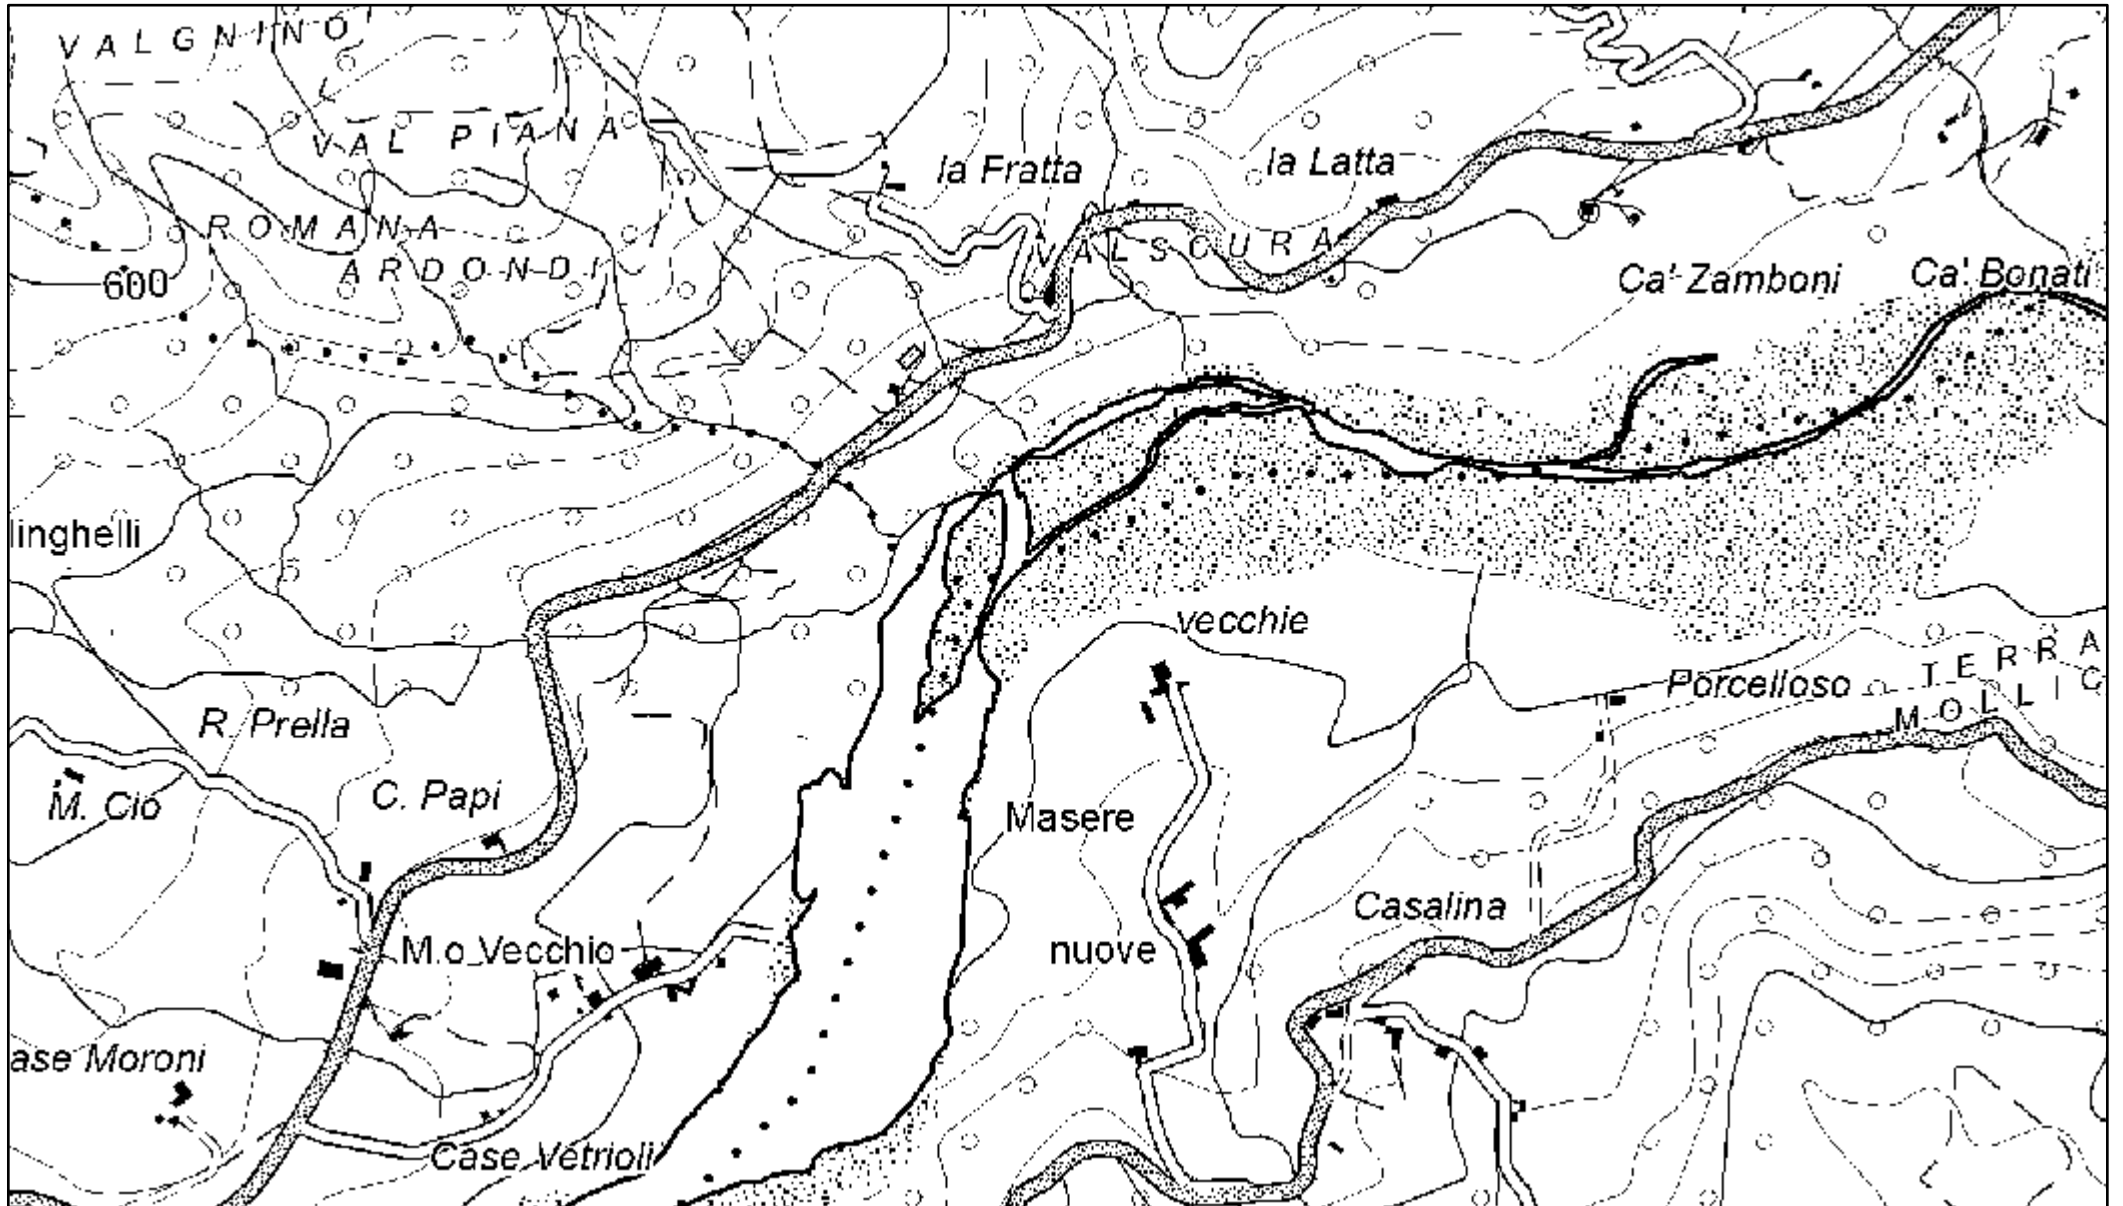 VALGNINO
VAL PIANA
la Fratta
la Latta
ROMANA
VALSCURA
ARDONDI
600
Ca' Zamboni
Ca' Bonati
linghelli
vecchie
TERRA
Porcelloso
MOLLIC
R. Prella
C. Papi
M. Cio
Masere
Casalina
M.o Vecchio
nuove
ase Moroni
Case Vetrioli